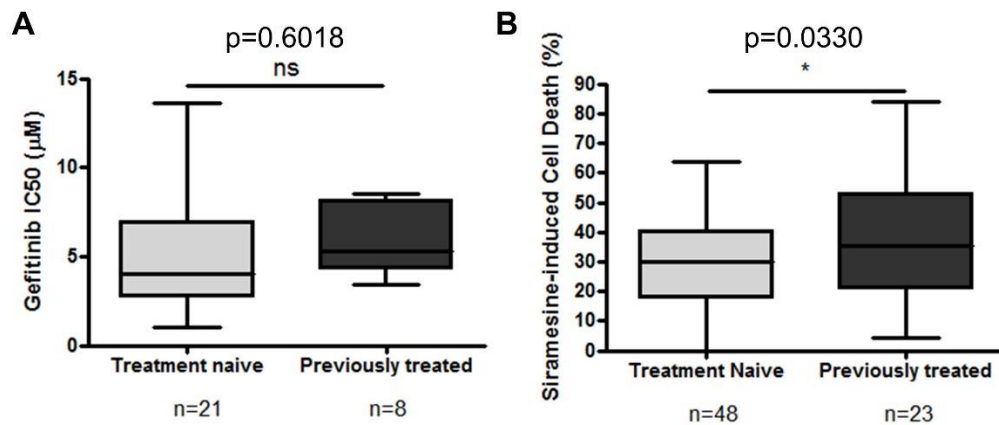 A
p=0.6018
ns
Gefitinib IC50 (μM)
15
10
5
0
Treatment naive
Previously treated
n=21
n=8
B
p=0.0330
*
Siramesine-induced Cell Death (%)
90
80
70
60
50
40
30
20
10
0
Treatment Naive
Previously treated
n=48
n=23